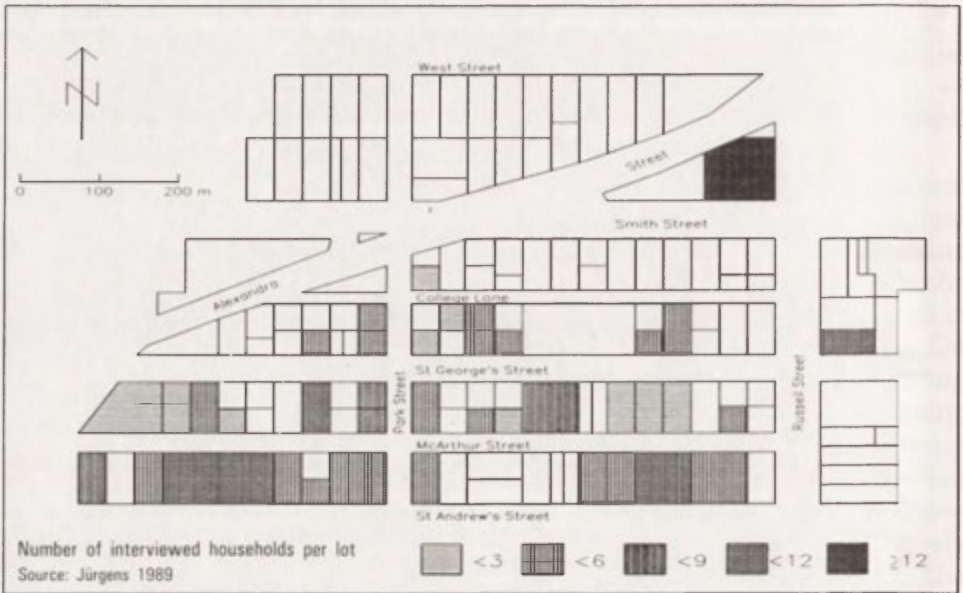 West Street
N
0 100 200 m
Street
Smith Street
Alexandra
College Lane
St George's Street
Park Street
Russell Street
McArthur Street
St Andrew's Street
Number of interviewed households per lot
Source: Jürgens 1989
<3 <6 <9 <12 ≥12